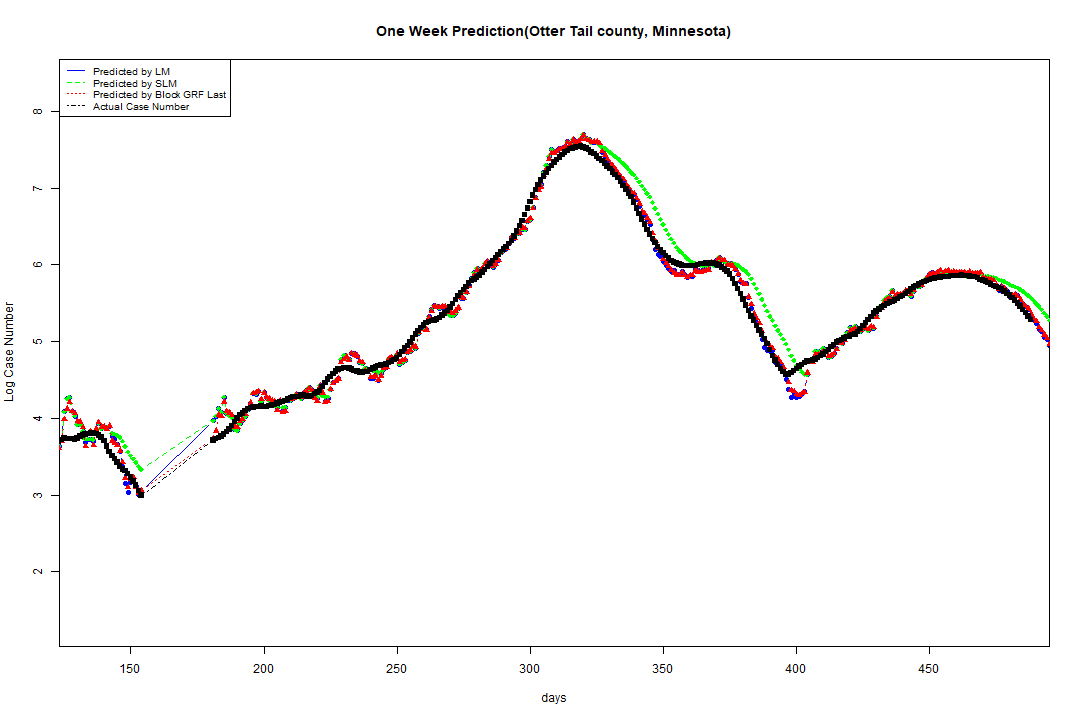 One Week Prediction(Otter Tail county, Minnesota)
Predicted by LM
Predicted by SLM
Predicted by Block GRF Last
Actual Case Number
8
7
6
5
4
3
2
Log Case Number
150 200 250 300 350 400 450
days